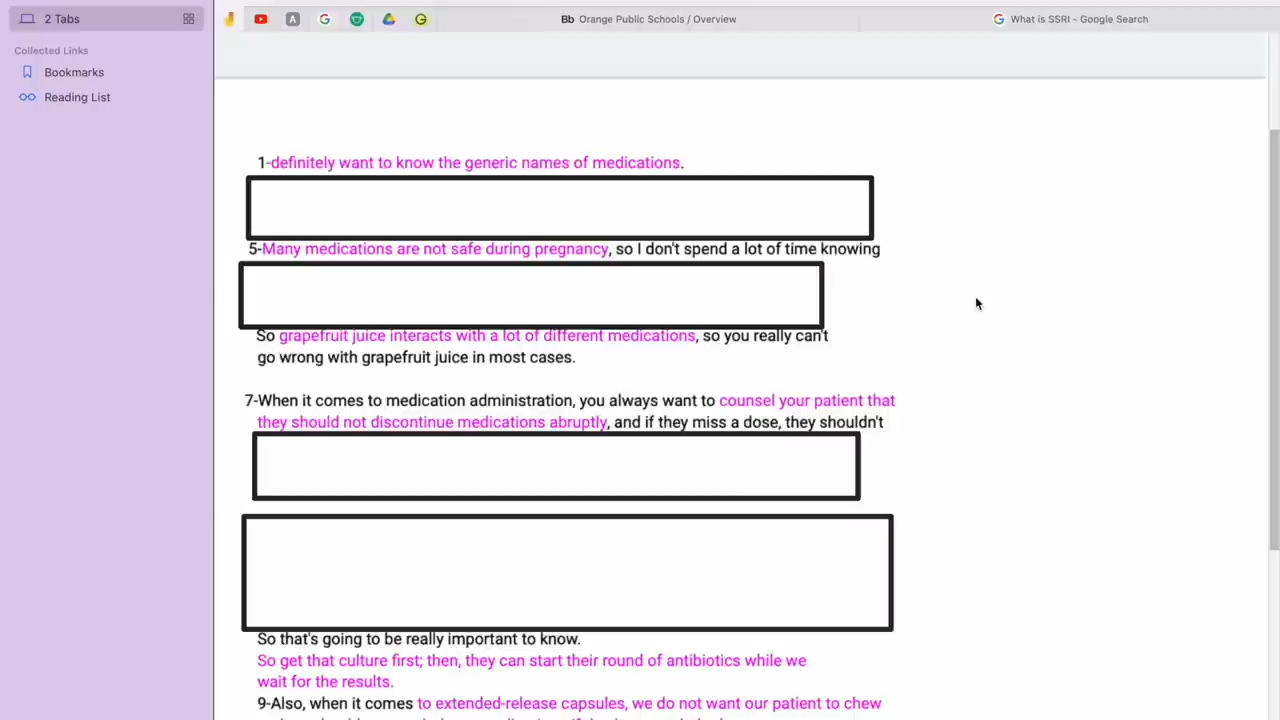 2 Tabs
Collected Links
Bookmarks
Reading List
Bb Orange Public Schools / Overview
What is SSRI - Google Search
1-definitely want to know the generic names of medications.
5-Many medications are not safe during pregnancy, so I don't spend a lot of time knowing
So grapefruit juice interacts with a lot of different medications, so you really can't
go wrong with grapefruit juice in most cases.
7-When it comes to medication administration, you always want to counsel your patient that
they should not discontinue medications abruptly, and if they miss a dose, they shouldn't
So that's going to be really important to know.
So get that culture first; then, they can start their round of antibiotics while we
wait for the results.
9-Also, when it comes to extended-release capsules, we do not want our patient to chew